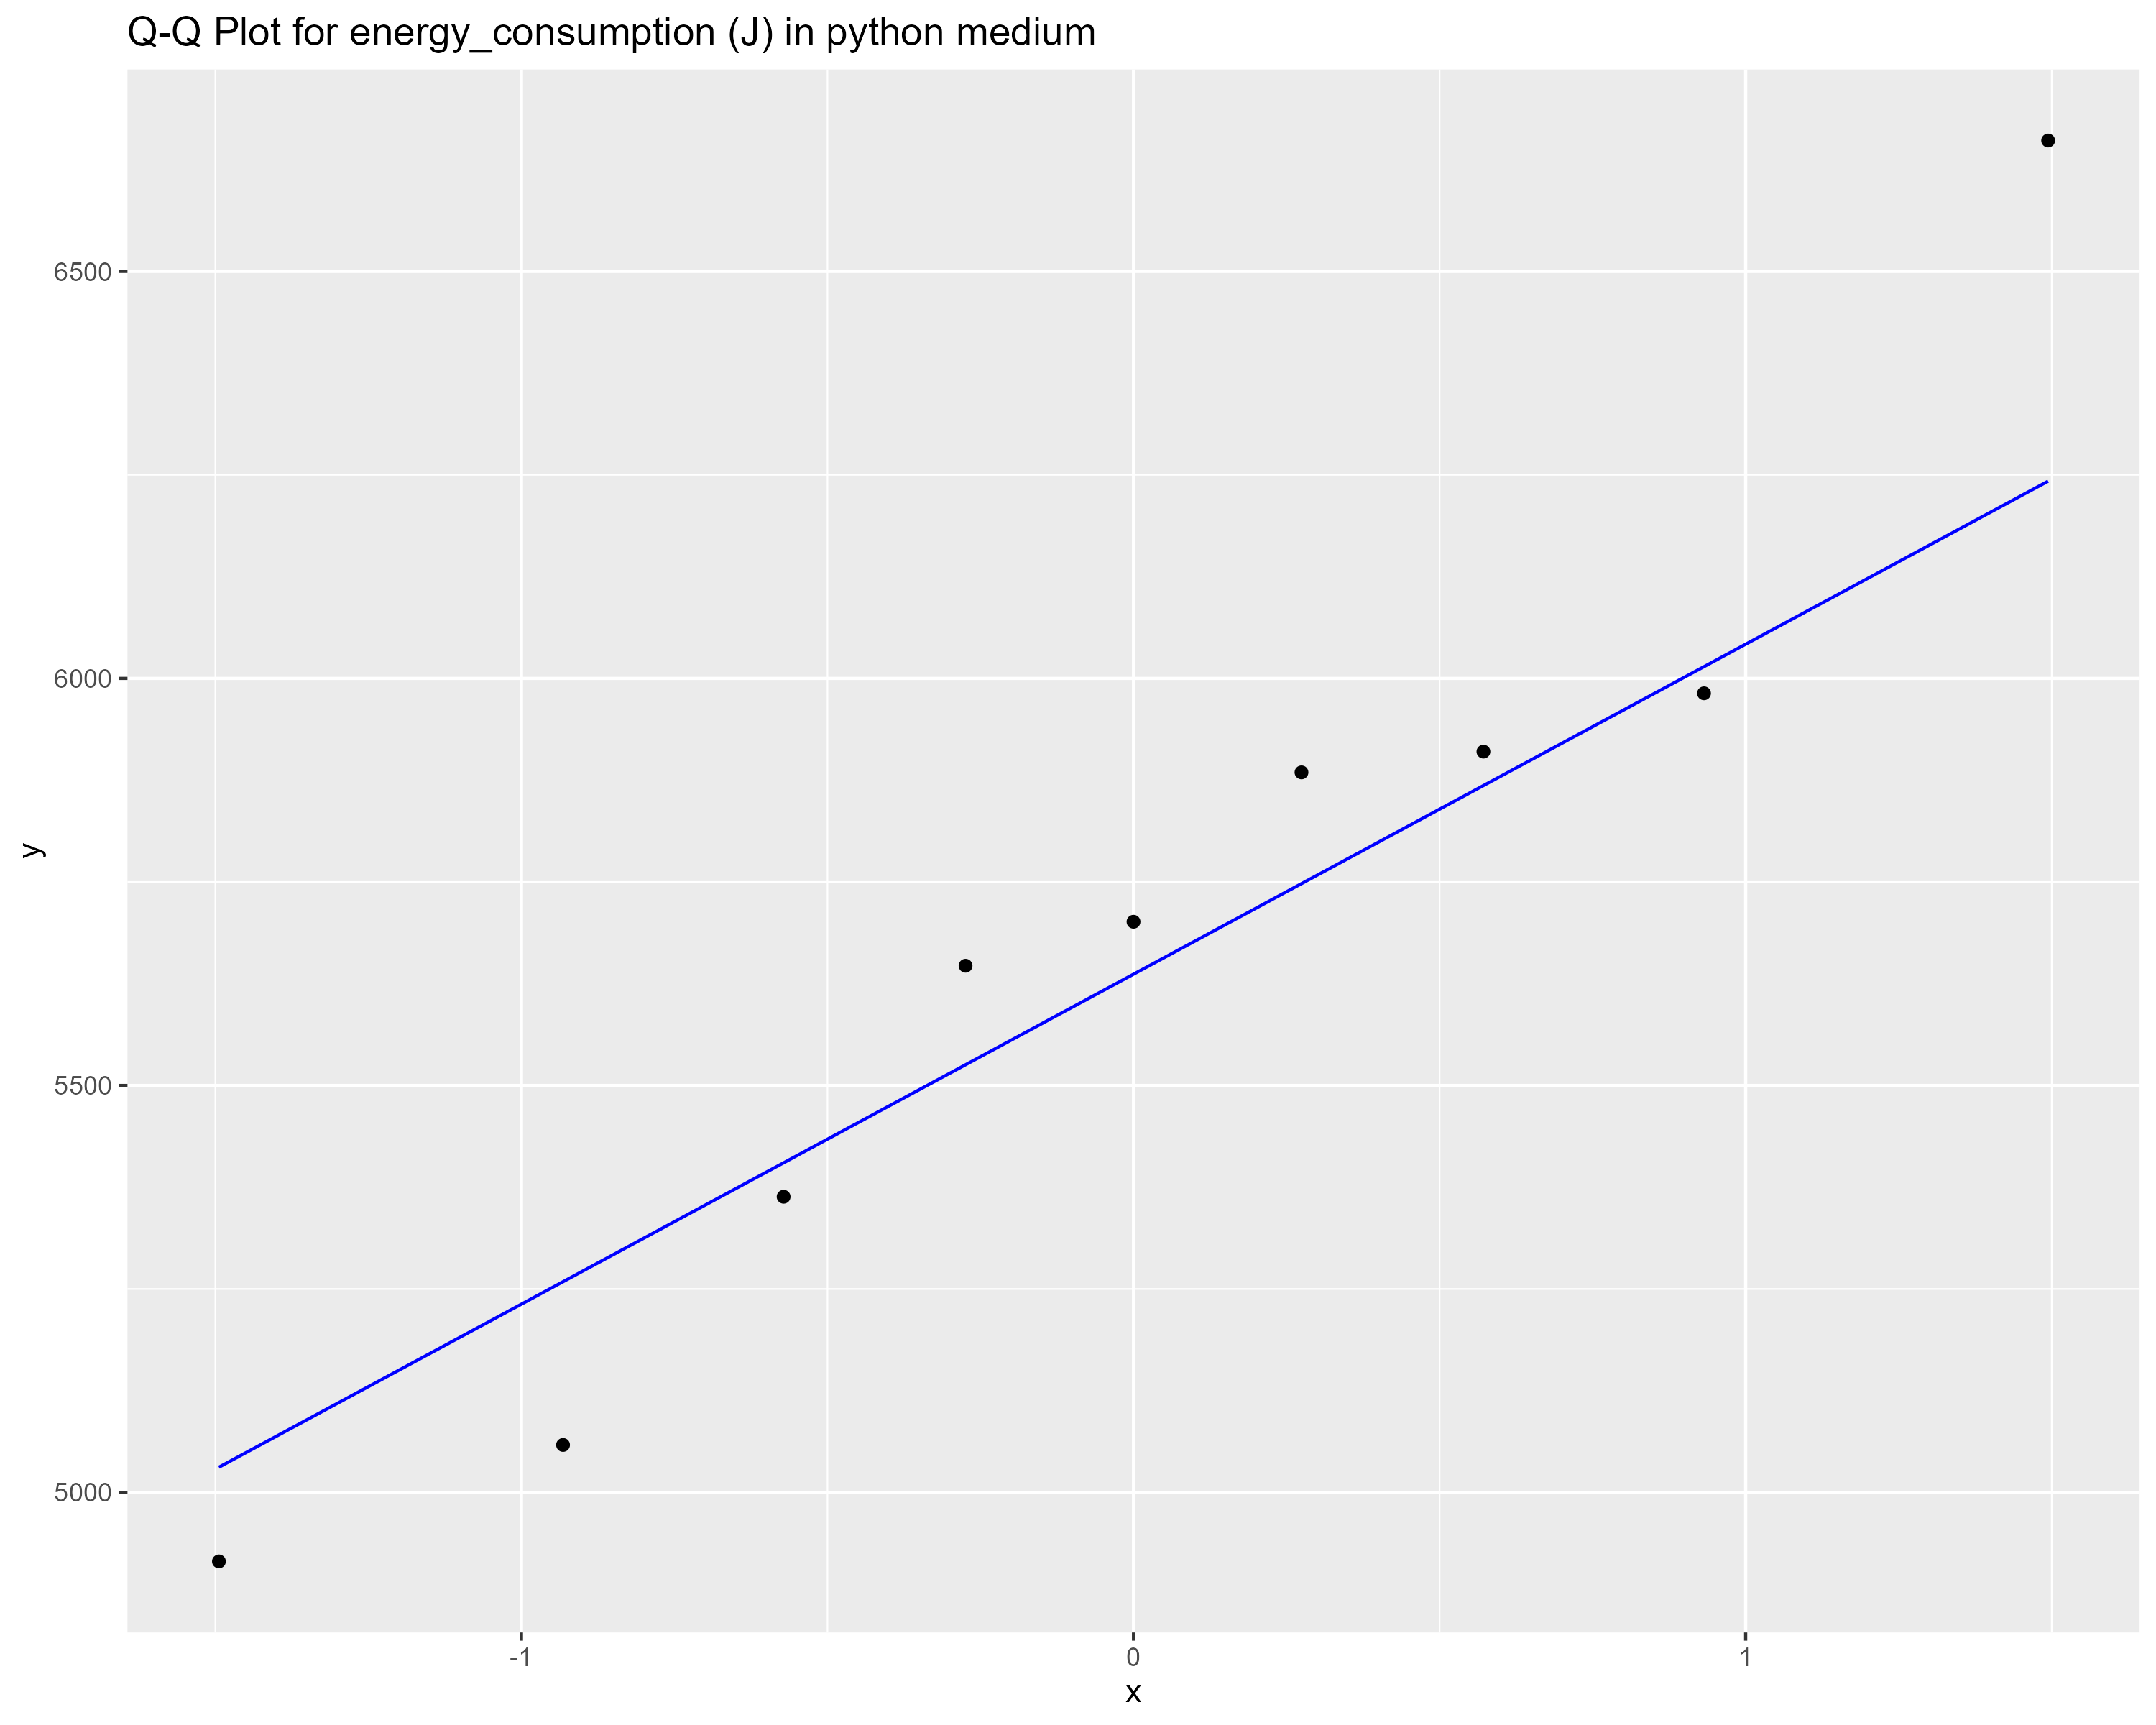 Q-Q Plot for energy_consumption (J) in python medium
6500
6000
5500
5000
y
-1
0
1
x